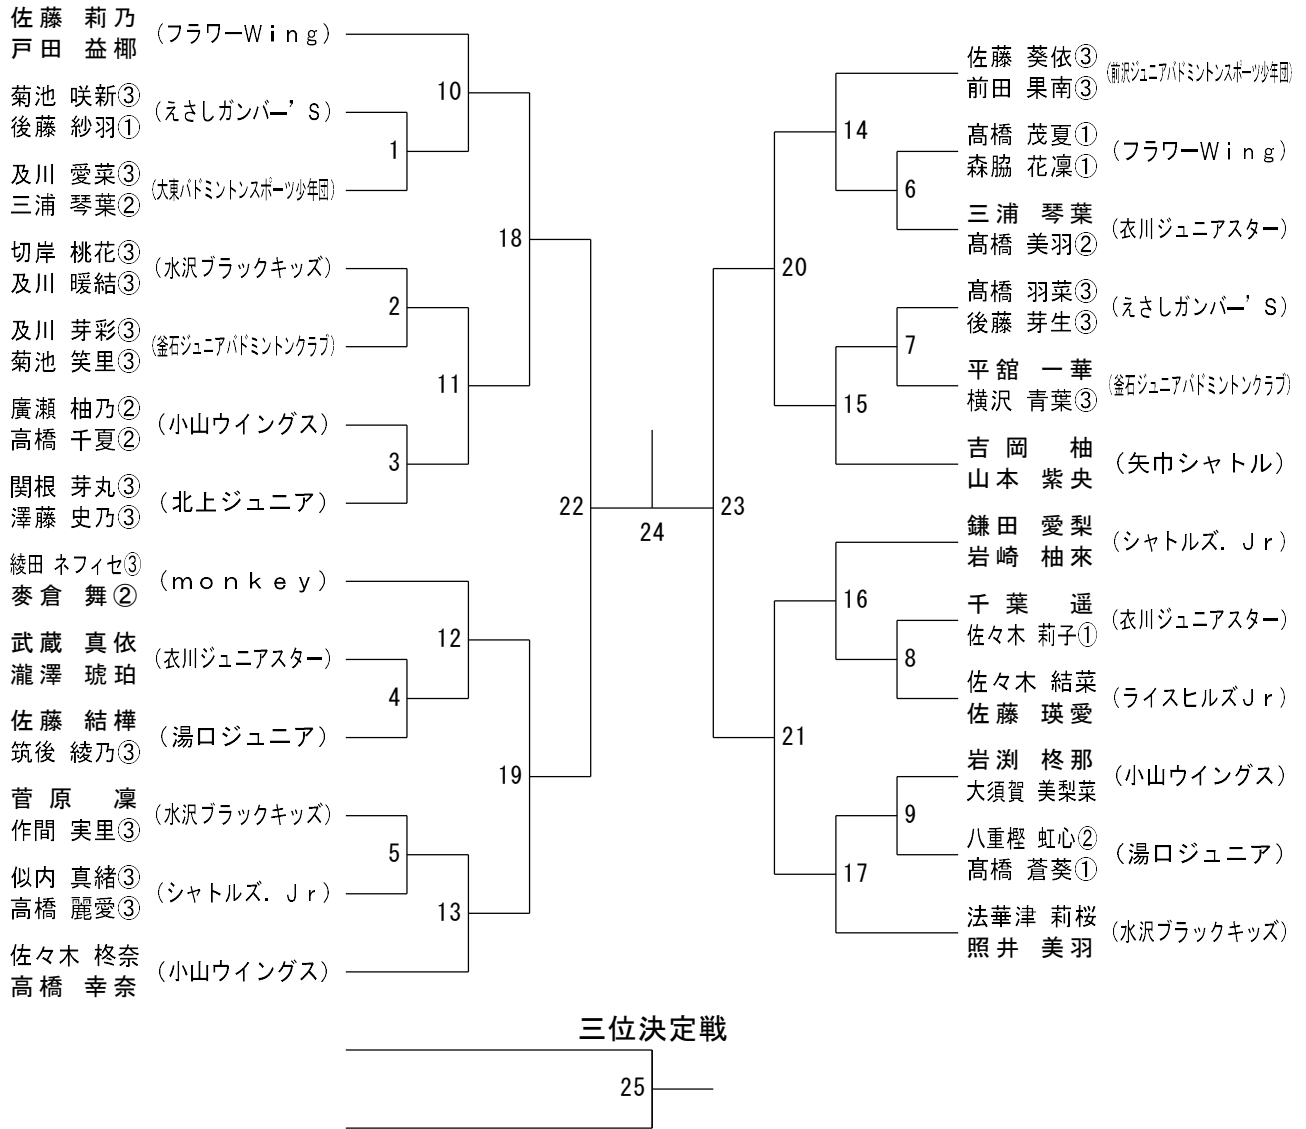 佐藤 莉乃
戸田 益梛
(フラワーＷｉｎｇ)
菊池 咲新③
後藤 紗羽①
(えさしガンバー’Ｓ)
及川 愛菜③
三浦 琴葉②
(大東バドミントンスポーツ少年団)
切岸 桃花③
及川 暖結③
(水沢ブラックキッズ)
及川 芽彩③
菊池 笑里③
(釜石ジュニアバドミントンクラブ)
廣瀬 柚乃②
高橋 千夏②
(小山ウイングス)
関根 芽丸③
澤藤 史乃③
(北上ジュニア)
綾田 ネフィセ③
麥倉 舞②
(ｍｏｎｋｅｙ)
武蔵 真依
瀧澤 琥珀
(衣川ジュニアスター)
佐藤 結樺
筑後 綾乃③
(湯口ジュニア)
菅原 凜
作間 実里③
(水沢ブラックキッズ)
似内 真緒③
高橋 麗愛③
(シャトルズ．Ｊｒ)
佐々木 柊奈
高橋 幸奈
(小山ウイングス)
1
2
3
4
5
10
11
12
13
18
19
22
24
23
20
21
14
15
16
17
6
7
8
9
佐藤 葵依③
前田 果南③
(前沢ジュニアバドミントンスポーツ少年団)
髙橋 茂夏①
森脇 花凜①
(フラワーＷｉｎｇ)
三浦 琴葉
髙橋 美羽②
(衣川ジュニアスター)
髙橋 羽菜③
後藤 芽生③
(えさしガンバー’Ｓ)
平舘 一華
横沢 青葉③
(釜石ジュニアバドミントンクラブ)
吉岡 柚
山本 紫央
(矢巾シャトル)
鎌田 愛梨
岩崎 柚來
(シャトルズ．Ｊｒ)
千葉 遥
佐々木 莉子①
(衣川ジュニアスター)
佐々木 結菜
佐藤 瑛愛
(ライスヒルズＪｒ)
岩渕 柊那
大須賀 美梨菜
(小山ウイングス)
八重樫 虹心②
髙橋 蒼葵①
(湯口ジュニア)
法華津 莉桜
照井 美羽
(水沢ブラックキッズ)
三位決定戦
25